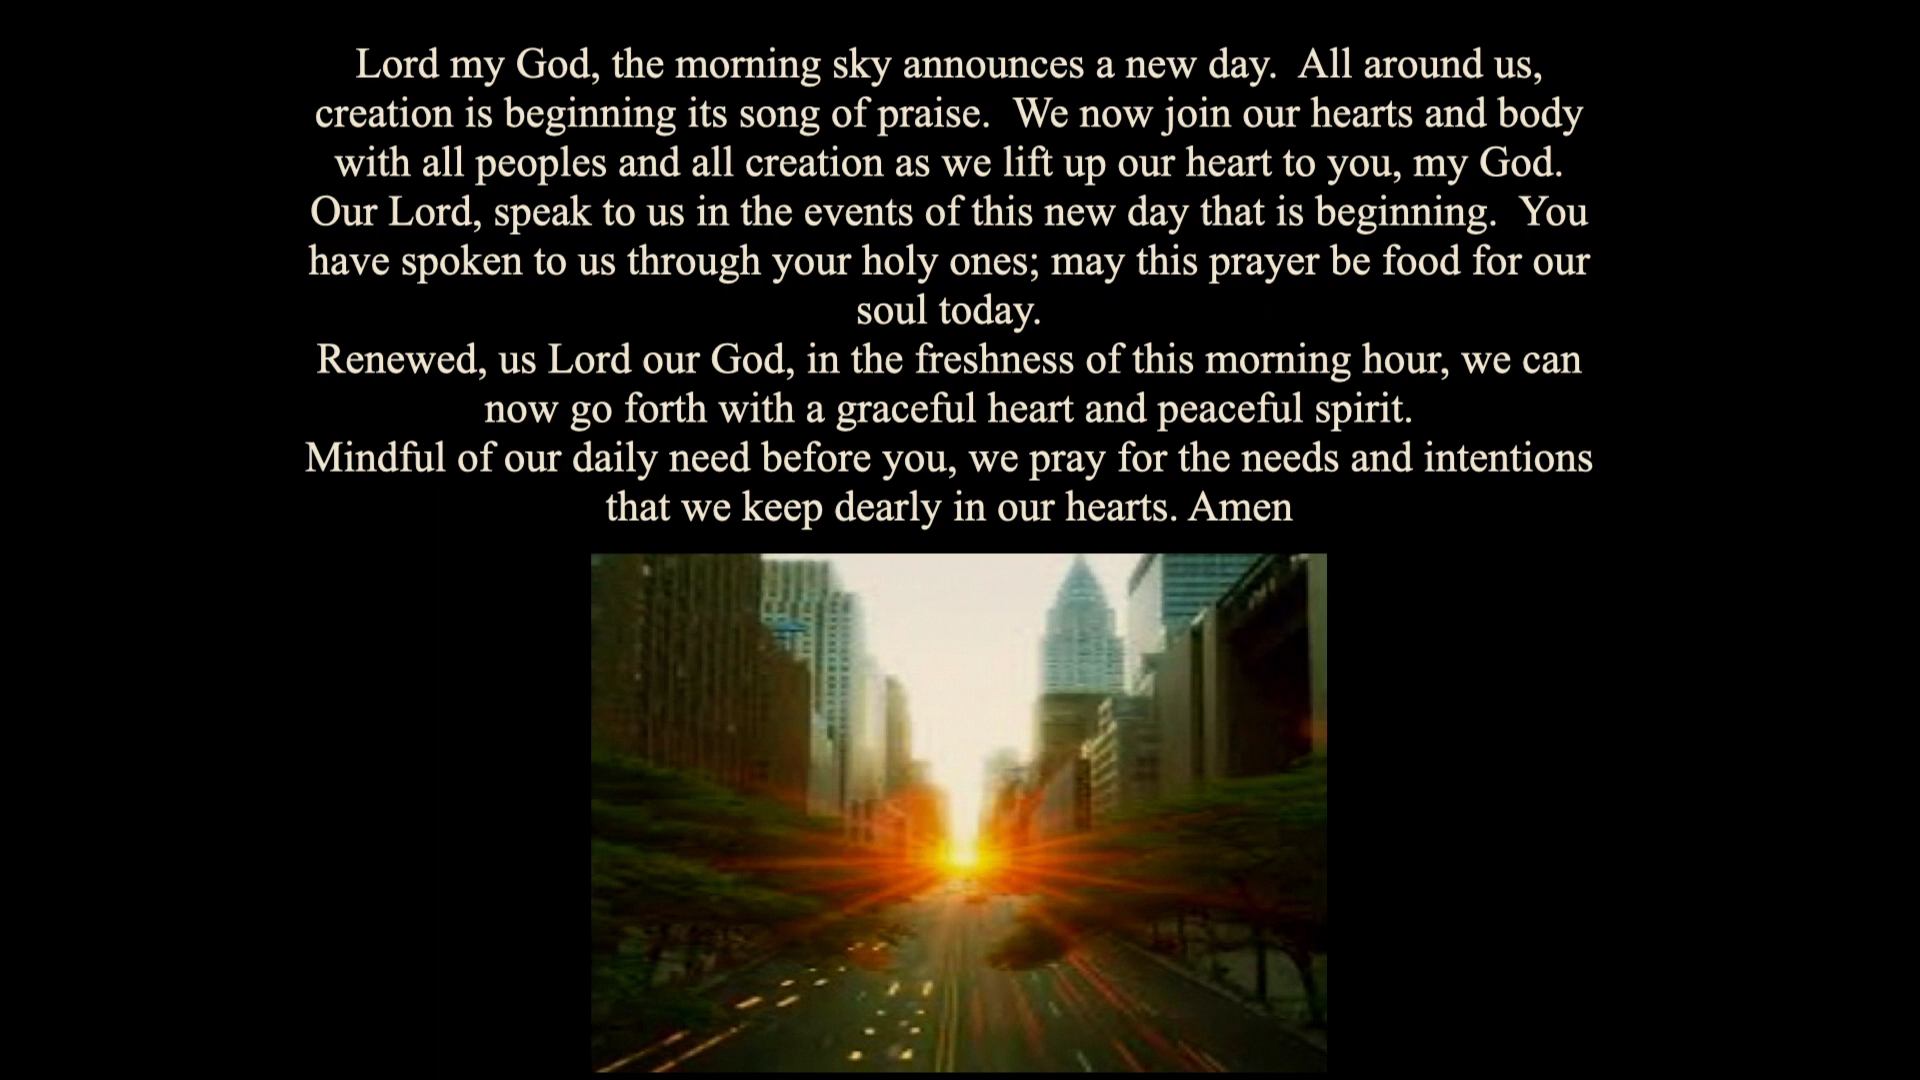 Lord my God, the morning sky announces a new day.  All around us,
creation is beginning its song of praise.  We now join our hearts and body
with all peoples and all creation as we lift up our heart to you, my God.
Our Lord, speak to us in the events of this new day that is beginning.  You
have spoken to us through your holy ones; may this prayer be food for our
soul today.
Renewed, us Lord our God, in the freshness of this morning hour, we can
now go forth with a graceful heart and peaceful spirit.
Mindful of our daily need before you, we pray for the needs and intentions
that we keep dearly in our hearts. Amen